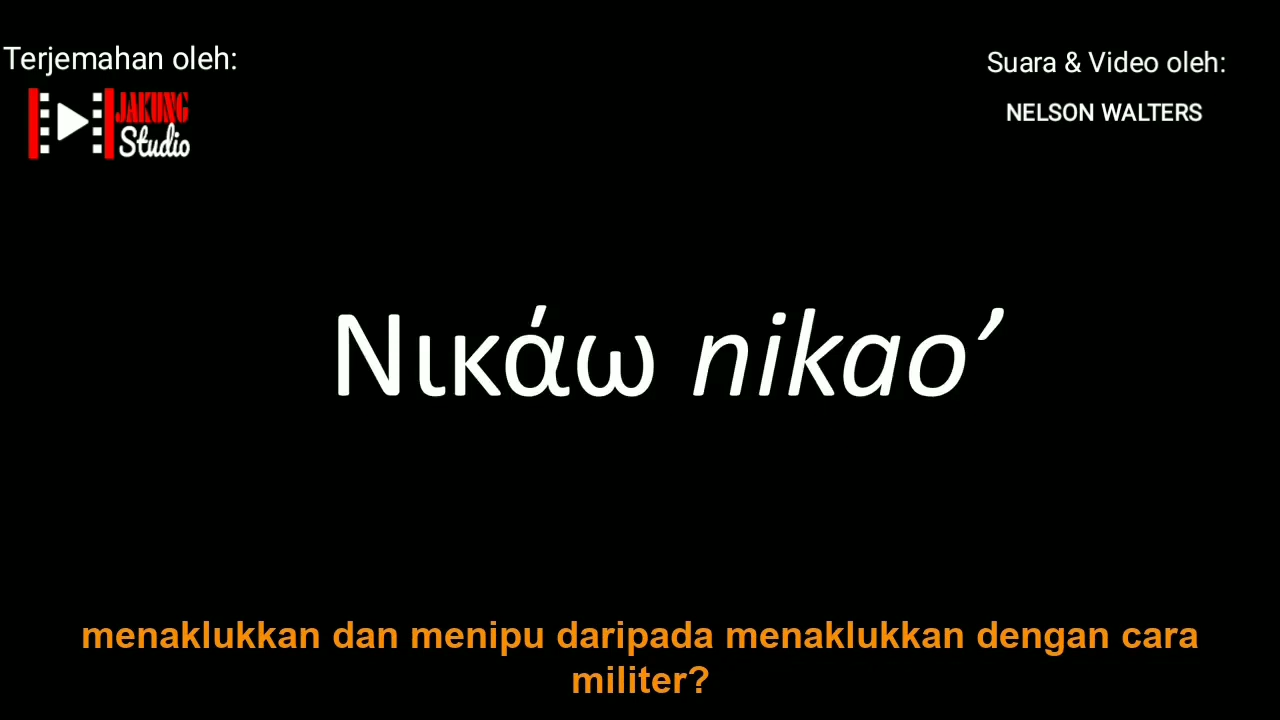 Terjemahan oleh:
JAKUNG
Studio
Suara & Video oleh:
NELSON WALTERS
Νικάω nikao’
menaklukkan dan menipu daripada menaklukkan dengan cara
militer?